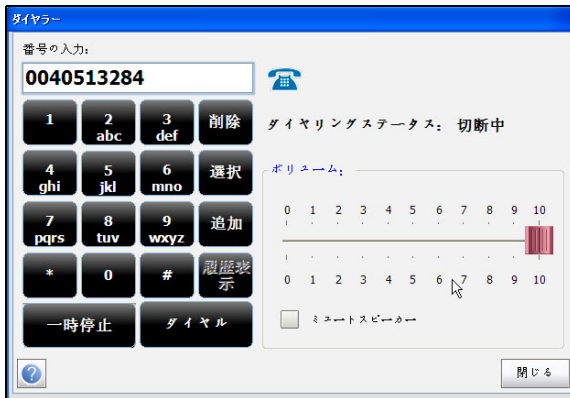 ダイヤラー
番号の入力:
0040513284
1
2
abc
3
def
削除
ダイヤリングステータス: 切断中
4
ghi
5
jkl
6
mno
選択
ボリューム:
7
pqrs
8
tuv
9
wxyz
追加
0 1 2 3 4 5 6 7 8 9 10
*
0
#
履歴表
示
0 1 2 3 4 5 6 7 8 9 10
一時停止
ダイヤル
ミュートスピーカー
?
閉じる